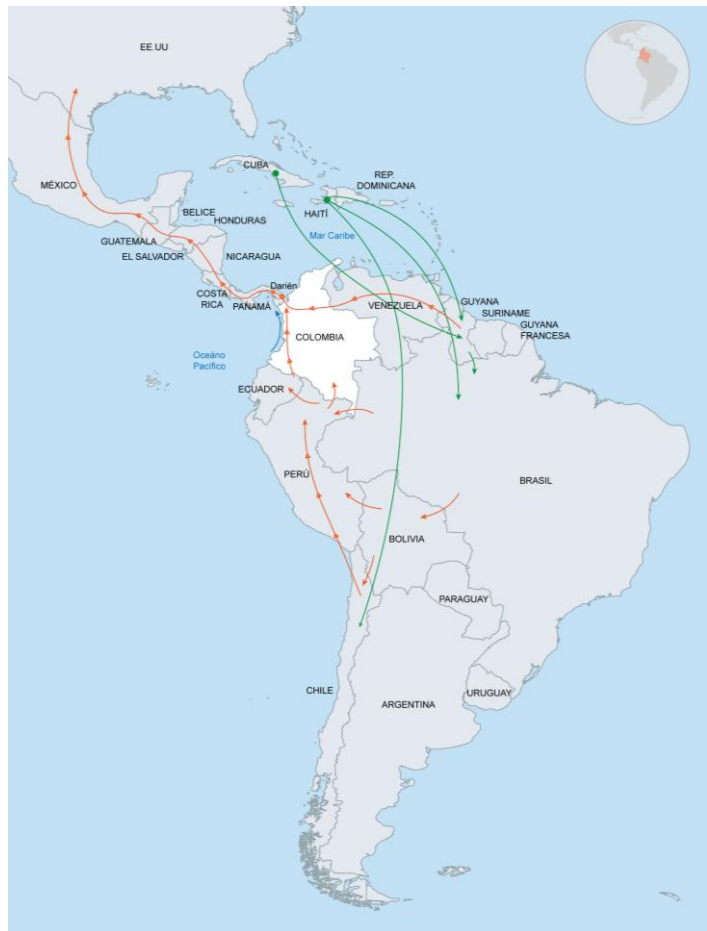 EE.UU
CUBA
REP.
DOMINICANA
MÉXICO
BELICE
HAITÍ
HONDURAS
Mar Caribe
GUATEMALA
EL SALVADOR
NICARAGUA
Darién
COSTA
RICA
PANAMÁ
VENEZUELA
GUYANA
SURINAME
GUYANA
FRANCESA
COLOMBIA
Océano
Pacífico
ECUADOR
PERÚ
BRASIL
BOLIVIA
PARAGUAY
CHILE
ARGENTINA
URUGUAY